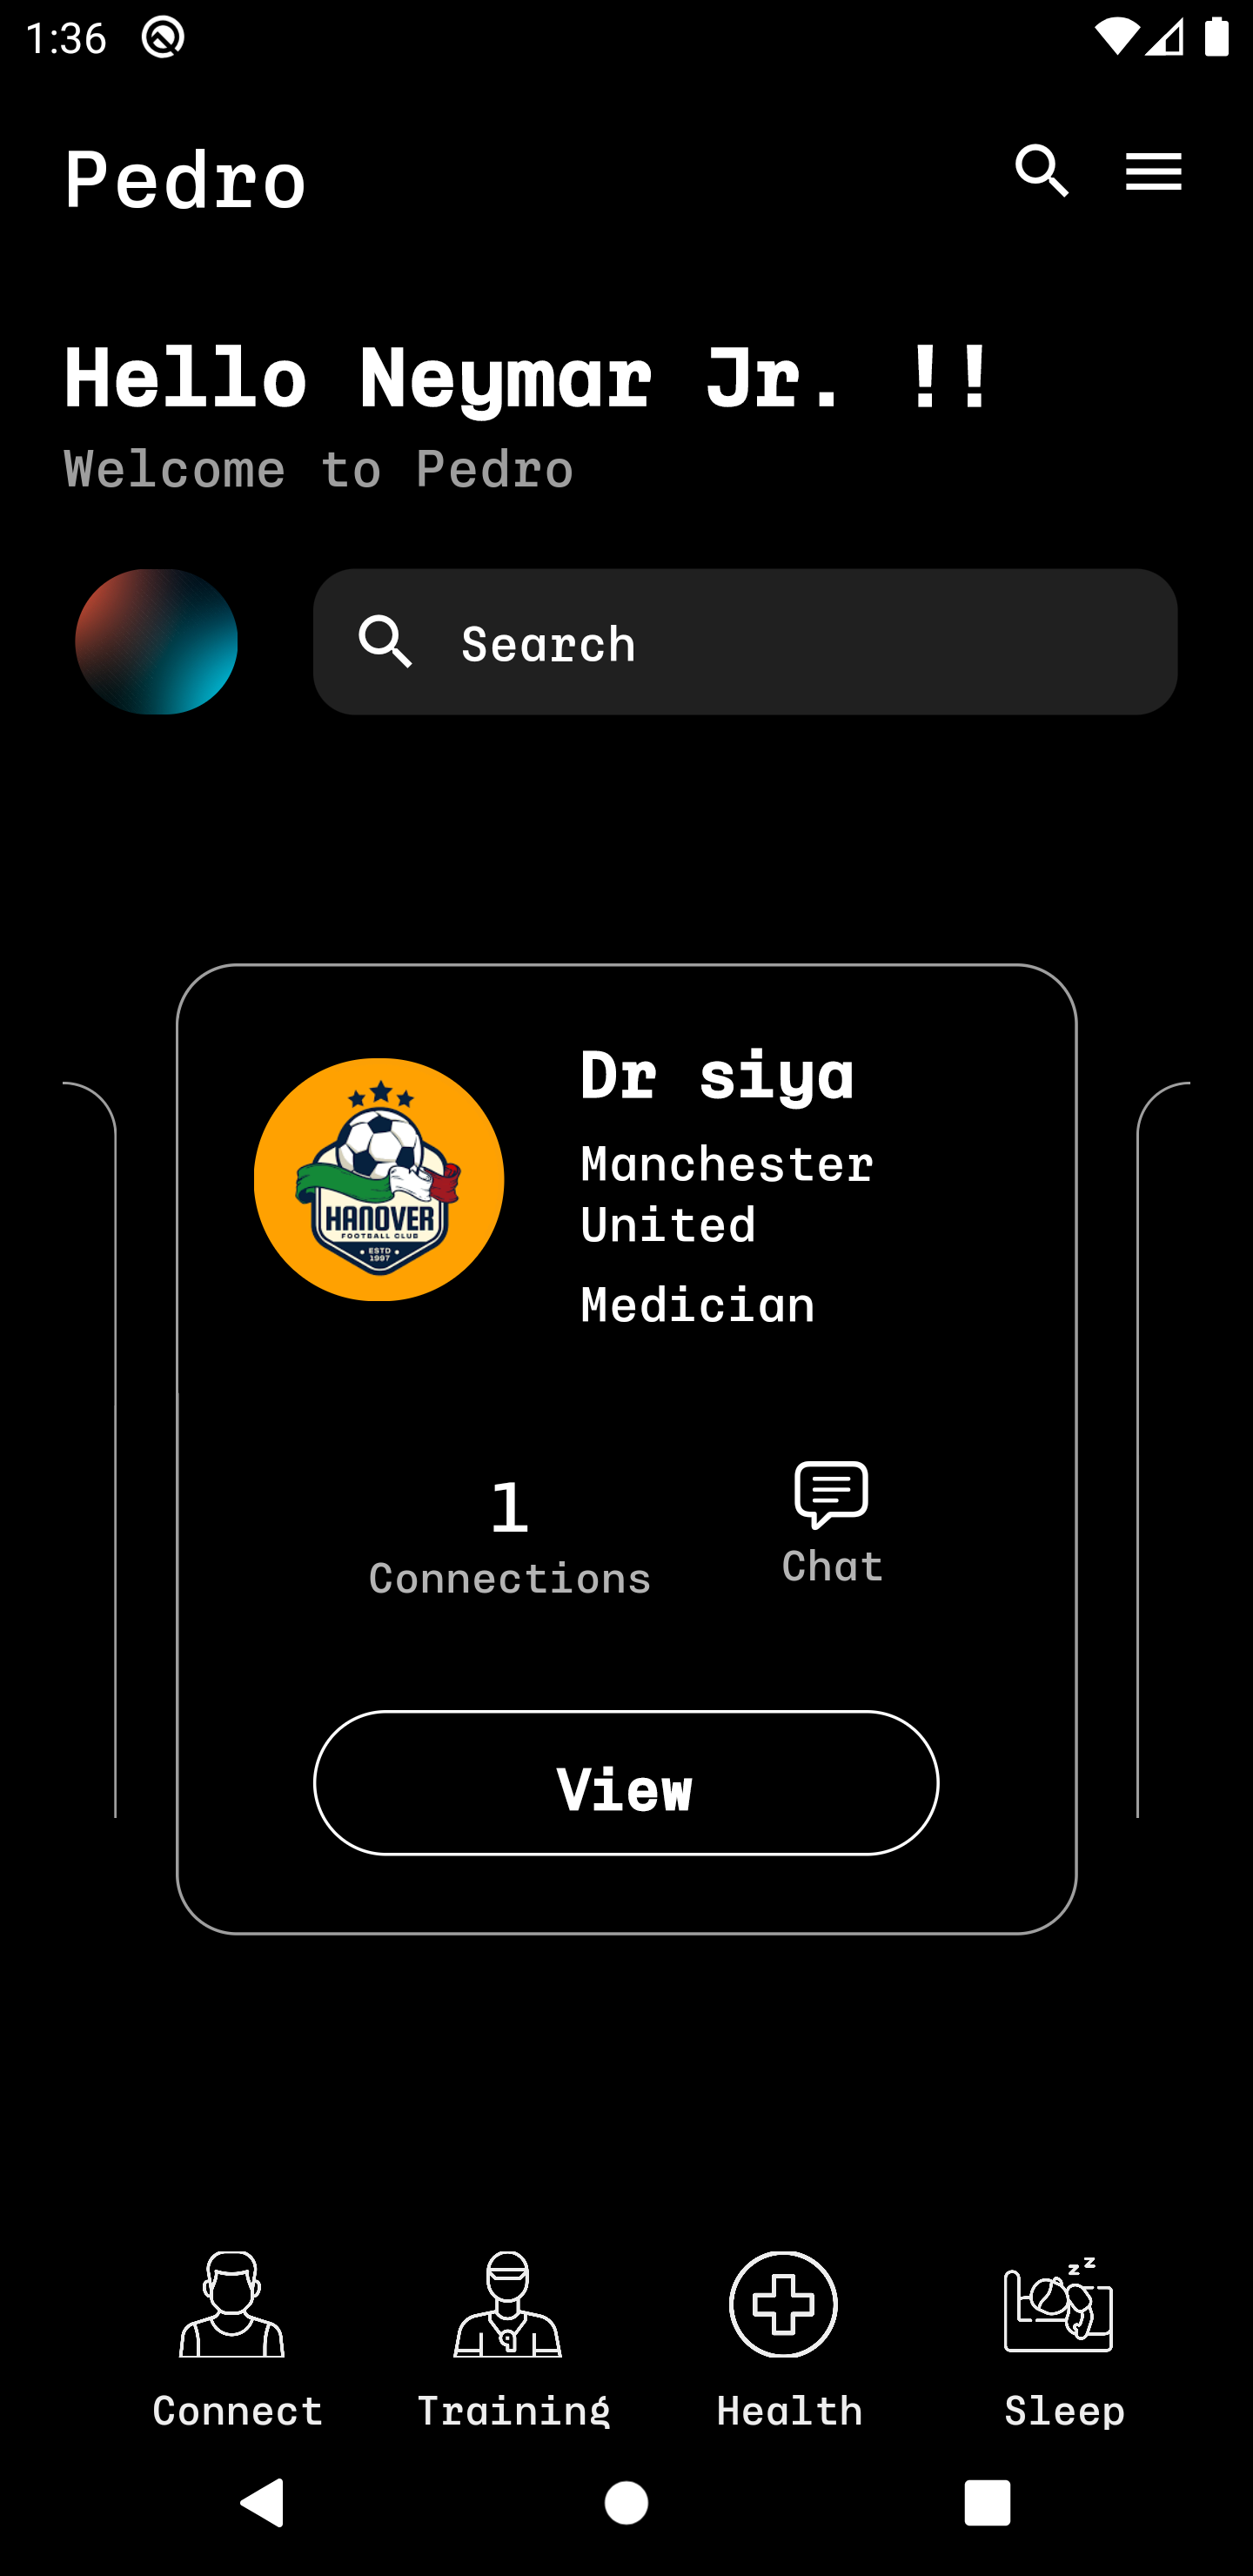 1:36
Pedro
Hello Neymar Jr. !!
Welcome to Pedro
Search
Dr siya
Manchester
United
Medician
HANOVER
FOOTBALL CLUB
• ESTD •
1997
1
Connections
Chat
View
z z
Connect
Training
Health
Sleep